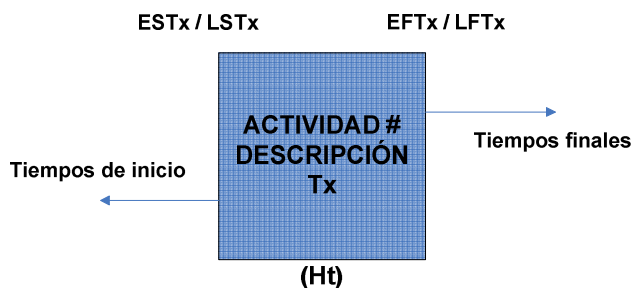 ESTx / LSTx
EFTx / LFTx
ACTIVIDAD #
DESCRIPCIÓN
Tx
Tiempos finales
Tiempos de inicio
(Ht)